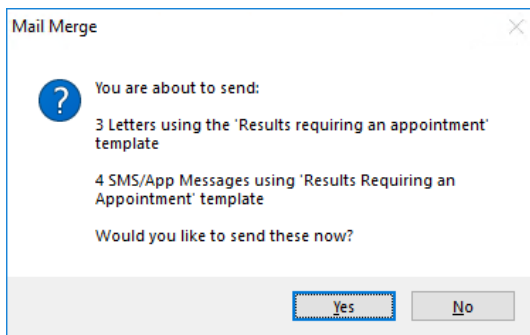 Mail Merge
You are about to send:
3 Letters using the 'Results requiring an appointment'
template
4 SMS/App Messages using 'Results Requiring an
Appointment' template
Would you like to send these now?
Yes
No